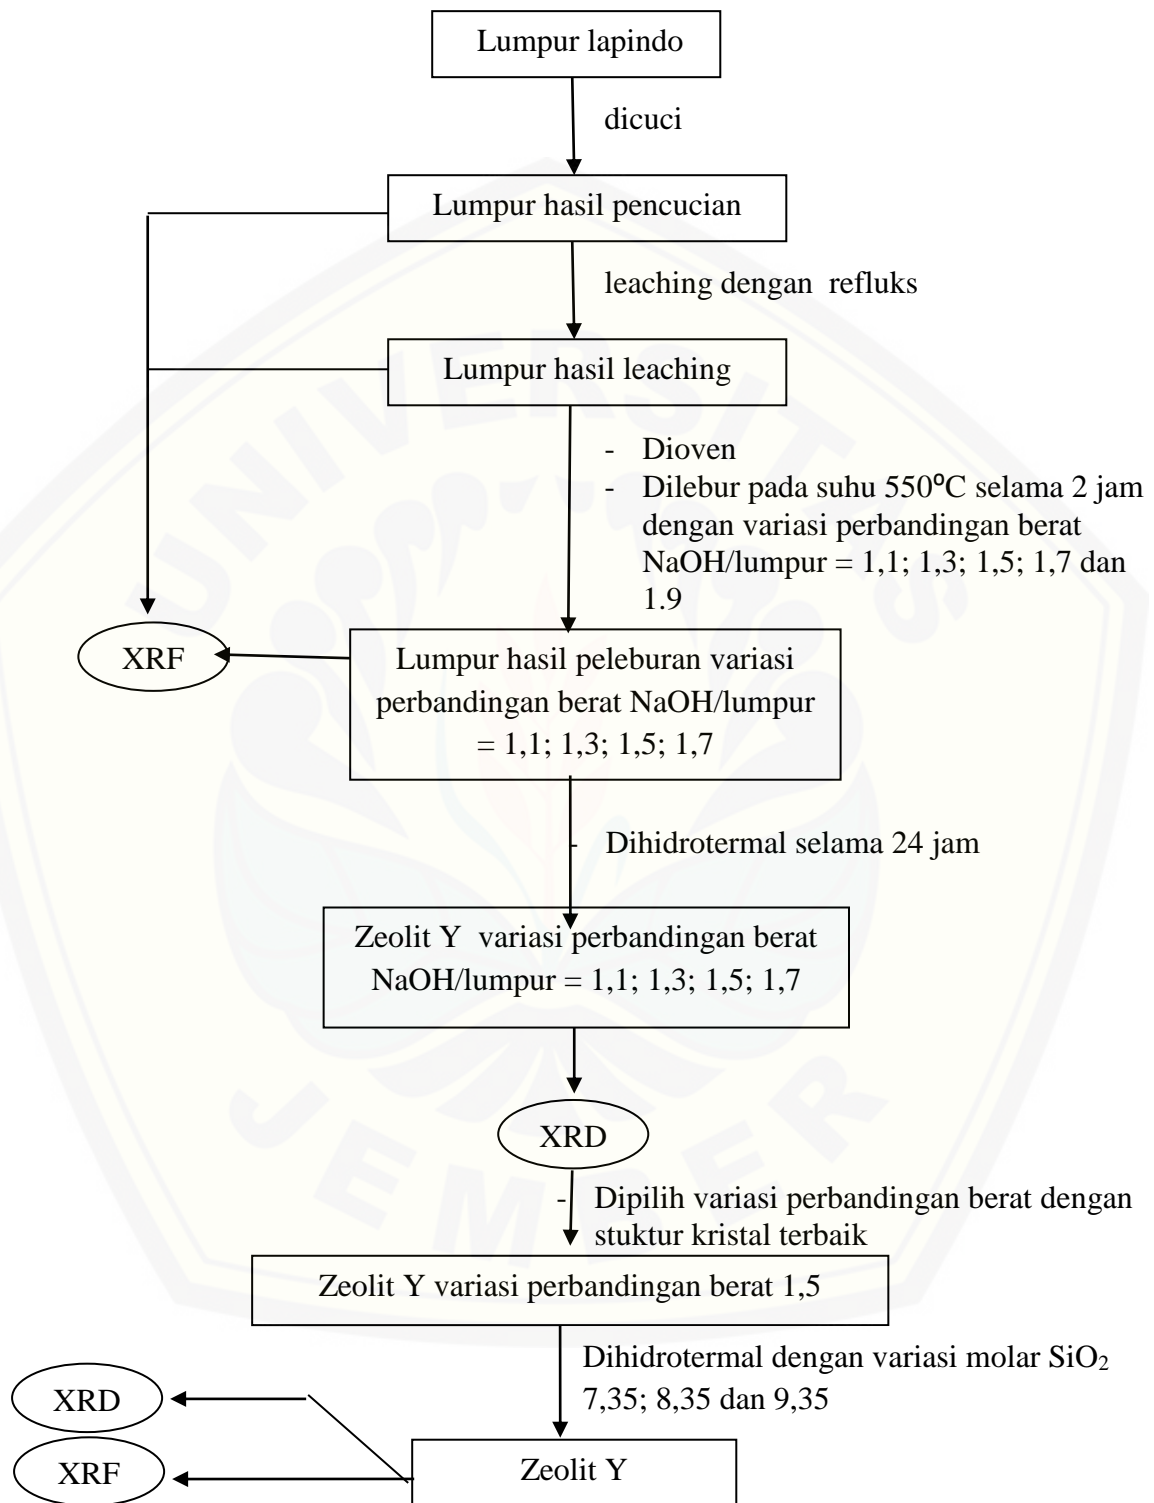 Lumpur lapindo
dicuci
Lumpur hasil pencucian
leaching dengan refluks
Lumpur hasil leaching
- Dioven
- Dilebur pada suhu 550⁰C selama 2 jam
dengan variasi perbandingan berat
NaOH/lumpur = 1,1; 1,3; 1,5; 1,7 dan
1.9
XRF
Lumpur hasil peleburan variasi
perbandingan berat NaOH/lumpur
= 1,1; 1,3; 1,5; 1,7
- Dihidrotermal selama 24 jam
Zeolit Y variasi perbandingan berat
NaOH/lumpur = 1,1; 1,3; 1,5; 1,7
XRD
- Dipilih variasi perbandingan berat dengan
stuktur kristal terbaik
Zeolit Y variasi perbandingan berat 1,5
Dihidrotermal dengan variasi molar SiO₂
7,35; 8,35 dan 9,35
XRD
Zeolit Y
XRF
UNIVERSITAS
JEMBER